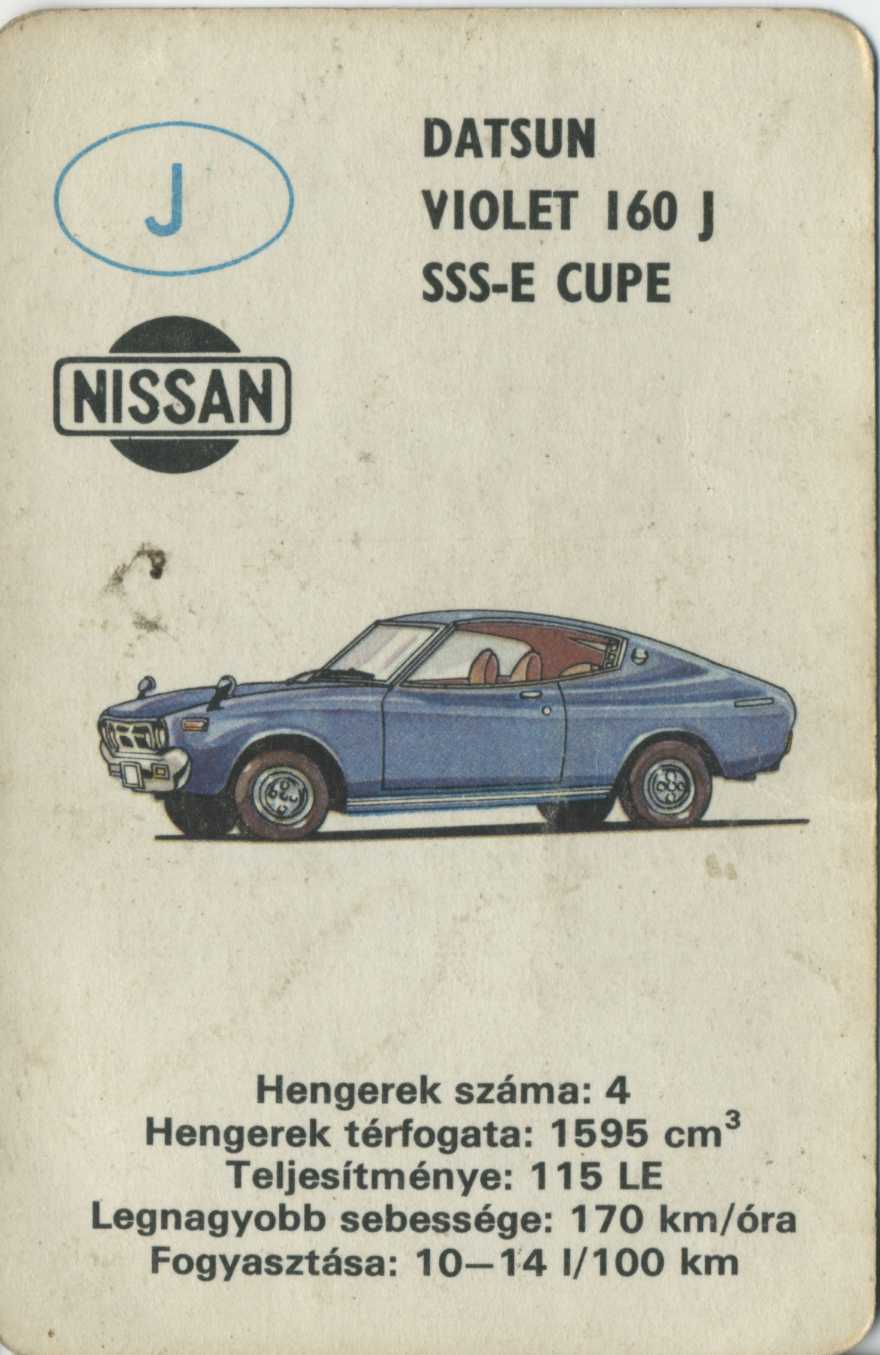 J
DATSUN
VIOLET 160 J
SSS-E CUPE
NISSAN
Hengerek száma: 4
Hengerek térfogata: 1595 cm³
Teljesítménye: 115 LE
Legnagyobb sebessége: 170 km/óra
Fogyasztása: 10—14 l/100 km